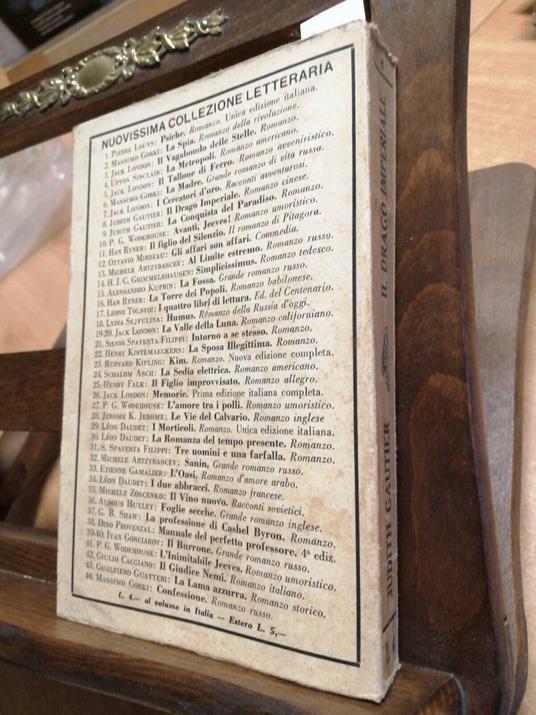 NUOVISSIMA COLLEZIONE LETTERARIA
1. PIERRE LOUYS: Psiche. Romanzo. Unica edizione italiana.
2. MASSIMO GORKI: La Spia. Romanzo della rivoluzione.
3. JACK LONDON: Il Vagabondo delle Stelle. Romanzo.
4. UPTON SINCLAIR: La Metropoli. Romanzo americano.
5. JACK LONDON: Il Tallone di Ferro. Romanzo avveniristico.
6. MASSIMO GORKI: La Madre. Grande romanzo di vita russa.
7. JACK LONDON: I Cercatori d'oro. Racconti avventurosi.
8. JUDITH GAUTIER: Il Drago Imperiale. Romanzo cinese.
9. JUDITH GAUTIER: La Conquista del Paradiso. Romanzo.
10. P. G. WODEHOUSE: Avanti, Jeeves! Romanzo umoristico.
11. HAN RYNER: Il figlio del Silenzio. Il romanzo di Pitagora.
12. OTTAVIO MIRBEAU: Gli affari son affari. Commedia.
13. MICHELE ARTZYBASCEV: Al Limite estremo. Romanzo russo.
14. H. J. C. GRIMMELSHAUSEN: Simplicissimus. Romanzo tedesco.
15. ALESSANDRO KUPRIN: La Fossa. Grande romanzo russo.
16. HAN RYNER: La Torre dei Popoli. Romanzo babilonese.
17. LEONE TOLSTOI: I quattro libri di lettura. Ed. del Centenario.
18. LYDIA SEJFULINA: Humus. Romanzo della Russia d'oggi.
19-20. JACK LONDON: La Valle della Luna. Romanzo californiano.
21. SILVIO SPAVENTA FILIPPI: Intorno a se stesso. Romanzo.
22. HENRY KISTEMAECKERS: La Sposa Illegittima. Romanzo.
23. RUDYARD KIPLING: Kim. Romanzo. Nuova edizione completa.
24. SCHALOM ASCH: La Sedia elettrica. Romanzo americano.
25. HENRY FALK: Il Figlio improvvisato. Romanzo allegro.
26. JACK LONDON: Memorie. Prima edizione italiana completa.
27. P. G. WODEHOUSE: L'amore tra i polli. Romanzo umoristico.
28. JEROME K. JEROME: Le Vie del Calvario. Romanzo inglese
29. LÉON DAUDET: I Morticoli. Romanzo. Unica edizione italiana.
30. LÉON DAUDET: La Romanza del tempo presente. Romanzo.
31. S. SPAVENTA FILIPPI: Tre uomini e una farfalla. Romanzo.
32. MICHELE ARTZYBASCEV: Sanin, Grande romanzo russo.
33. ETIENNE GAMALIER: L'Oasi. Romanzo d'amore arabo.
34. LÉON DAUDET: I due abbracci. Romanzo francese.
35. MICHELE ZOSCENKO: Il Vino nuovo. Racconti sovietici.
36. ALDOUS HUXLEY: Foglie secche. Grande romanzo inglese.
37. G. B. SHAW: La professione di Cashel Byron. Romanzo.
38. DINO PROVENZAL: Manuale del perfetto professore. 4ª ediz.
39-40. IVAN GONCIAROV: Il Burrone. Grande romanzo russo.
41. P. G. WODEHOUSE: L'Inimitabile Jeeves. Romanzo umoristico.
42. GIULIO CAGGIANO: Il Giudice Nemi. Romanzo italiano.
43. GUALTIERO GUATTERI: La Lama azzurra. Romanzo storico.
44. MASSIMO GORKI: Confessione. Romanzo russo.
L. 4,— al volume in Italia — Estero L. 5,—
JUDITH GAUTIER IL DRAGO IMPERIALE